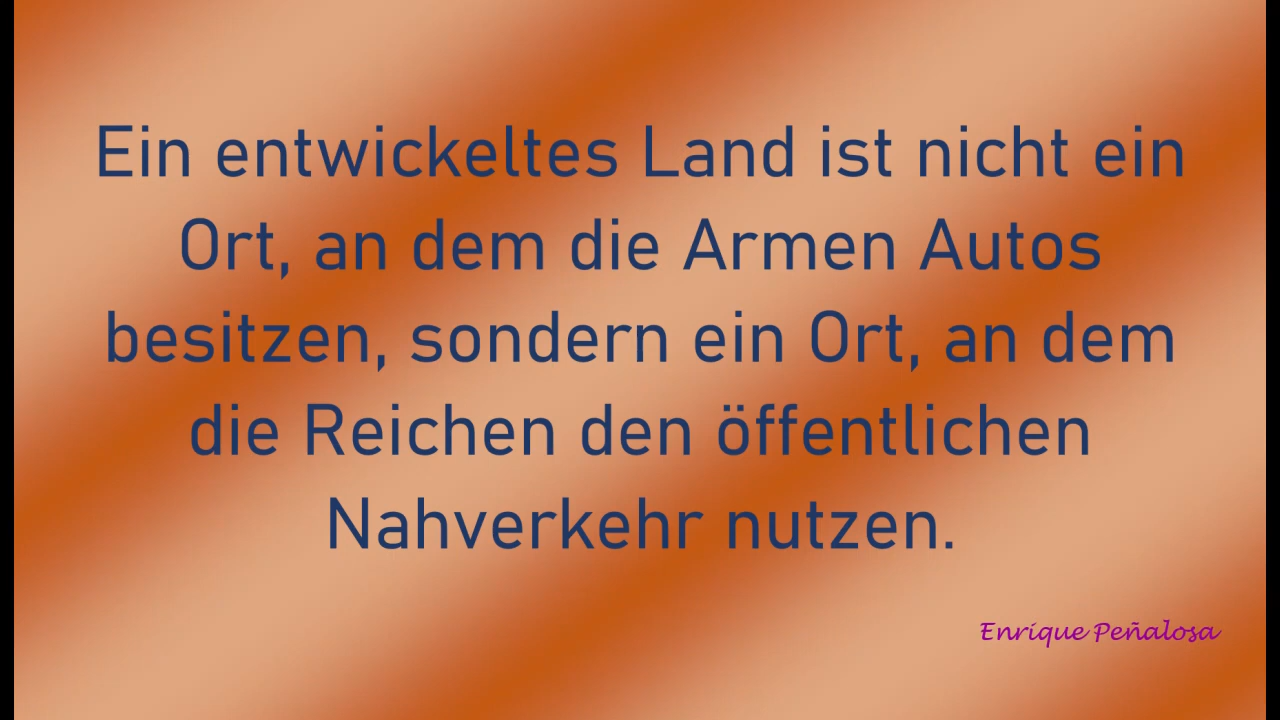 Ein entwickeltes Land ist nicht ein
Ort, an dem die Armen Autos
besitzen, sondern ein Ort, an dem
die Reichen den öffentlichen
Nahverkehr nutzen.
Enrique Peñalosa